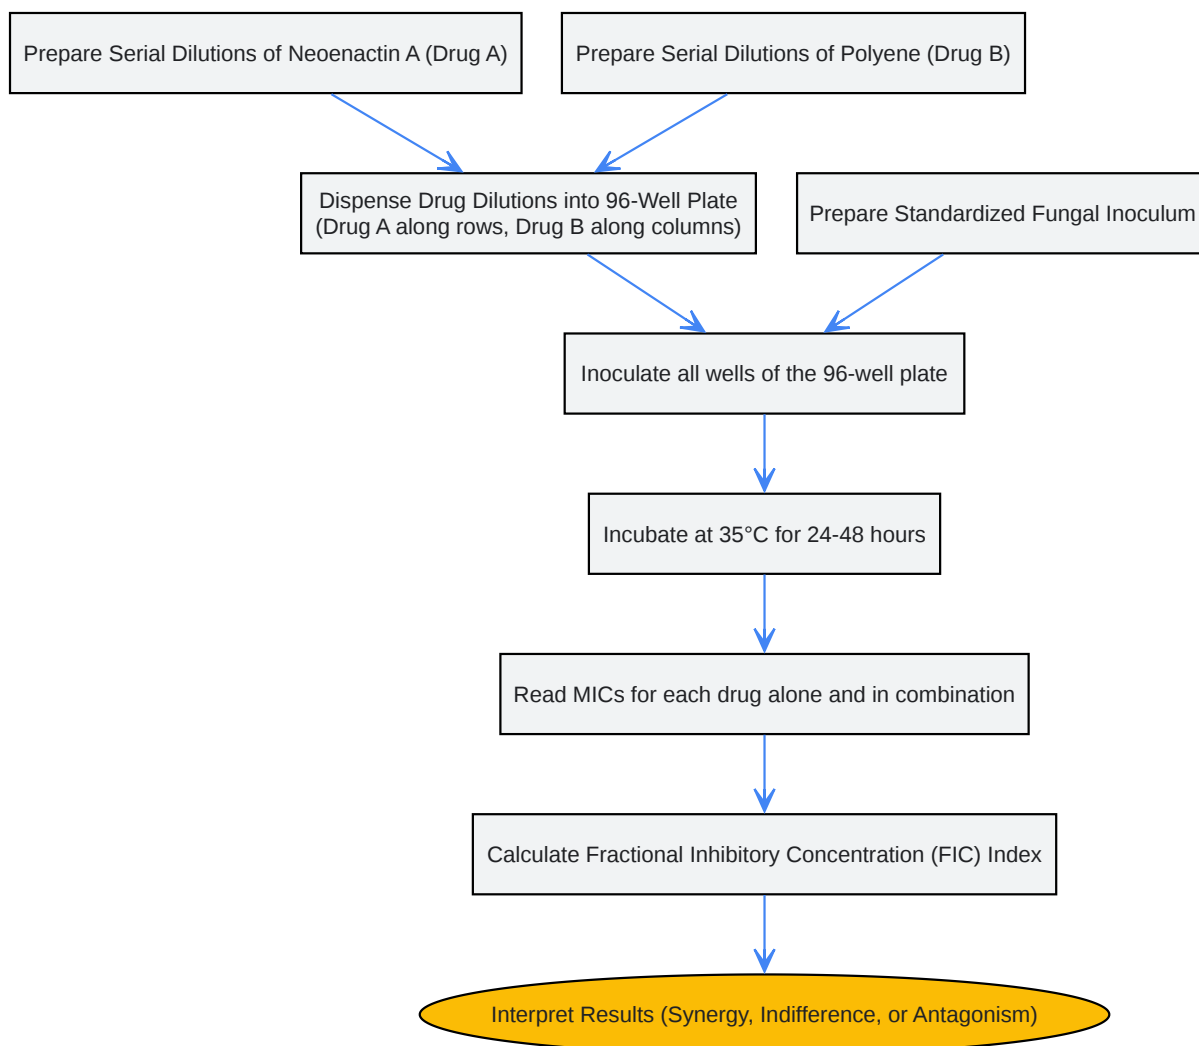 Prepare Serial Dilutions of Neoenactin A (Drug A)
Prepare Serial Dilutions of Polyene (Drug B)
Dispense Drug Dilutions into 96-Well Plate
(Drug A along rows, Drug B along columns)
Prepare Standardized Fungal Inoculum
Inoculate all wells of the 96-well plate
Incubate at 35°C for 24-48 hours
Read MICs for each drug alone and in combination
Calculate Fractional Inhibitory Concentration (FIC) Index
Interpret Results (Synergy, Indifference, or Antagonism)